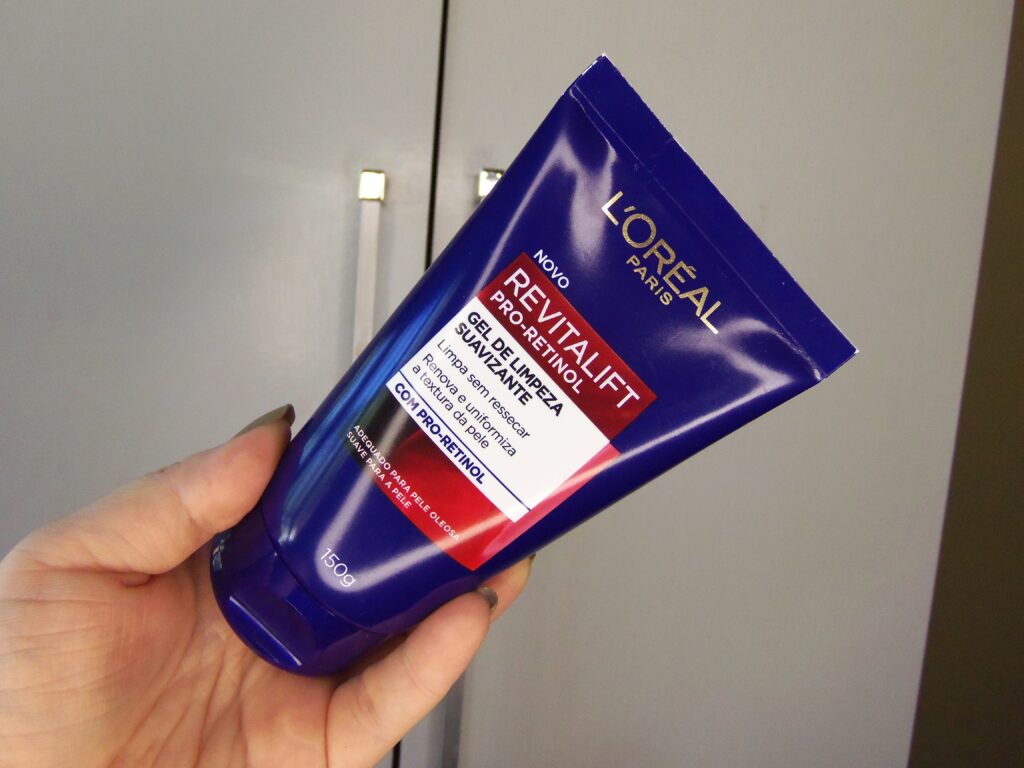 L'ORÉAL
PARIS
NOVO
REVITALIFT
PRO-RETINOL
GEL DE LIMPEZA
SUAVIZANTE
Limpa sem ressecar
Renova e uniformiza
a textura da pele
COM PRO-RETINOL
ADEQUADO PARA PELE OLEOSA
SUAVE PARA A PELE
150g